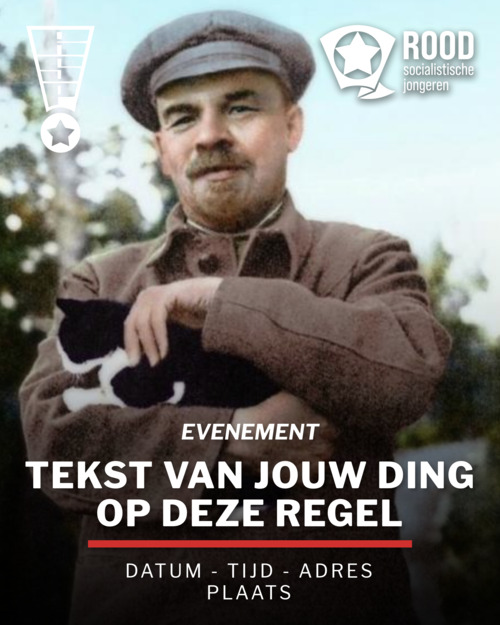 ROOD
socialistische
jongeren
EVENEMENT
TEKST VAN JOUW DING
OP DEZE REGEL
DATUM - TIJD - ADRES
PLAATS